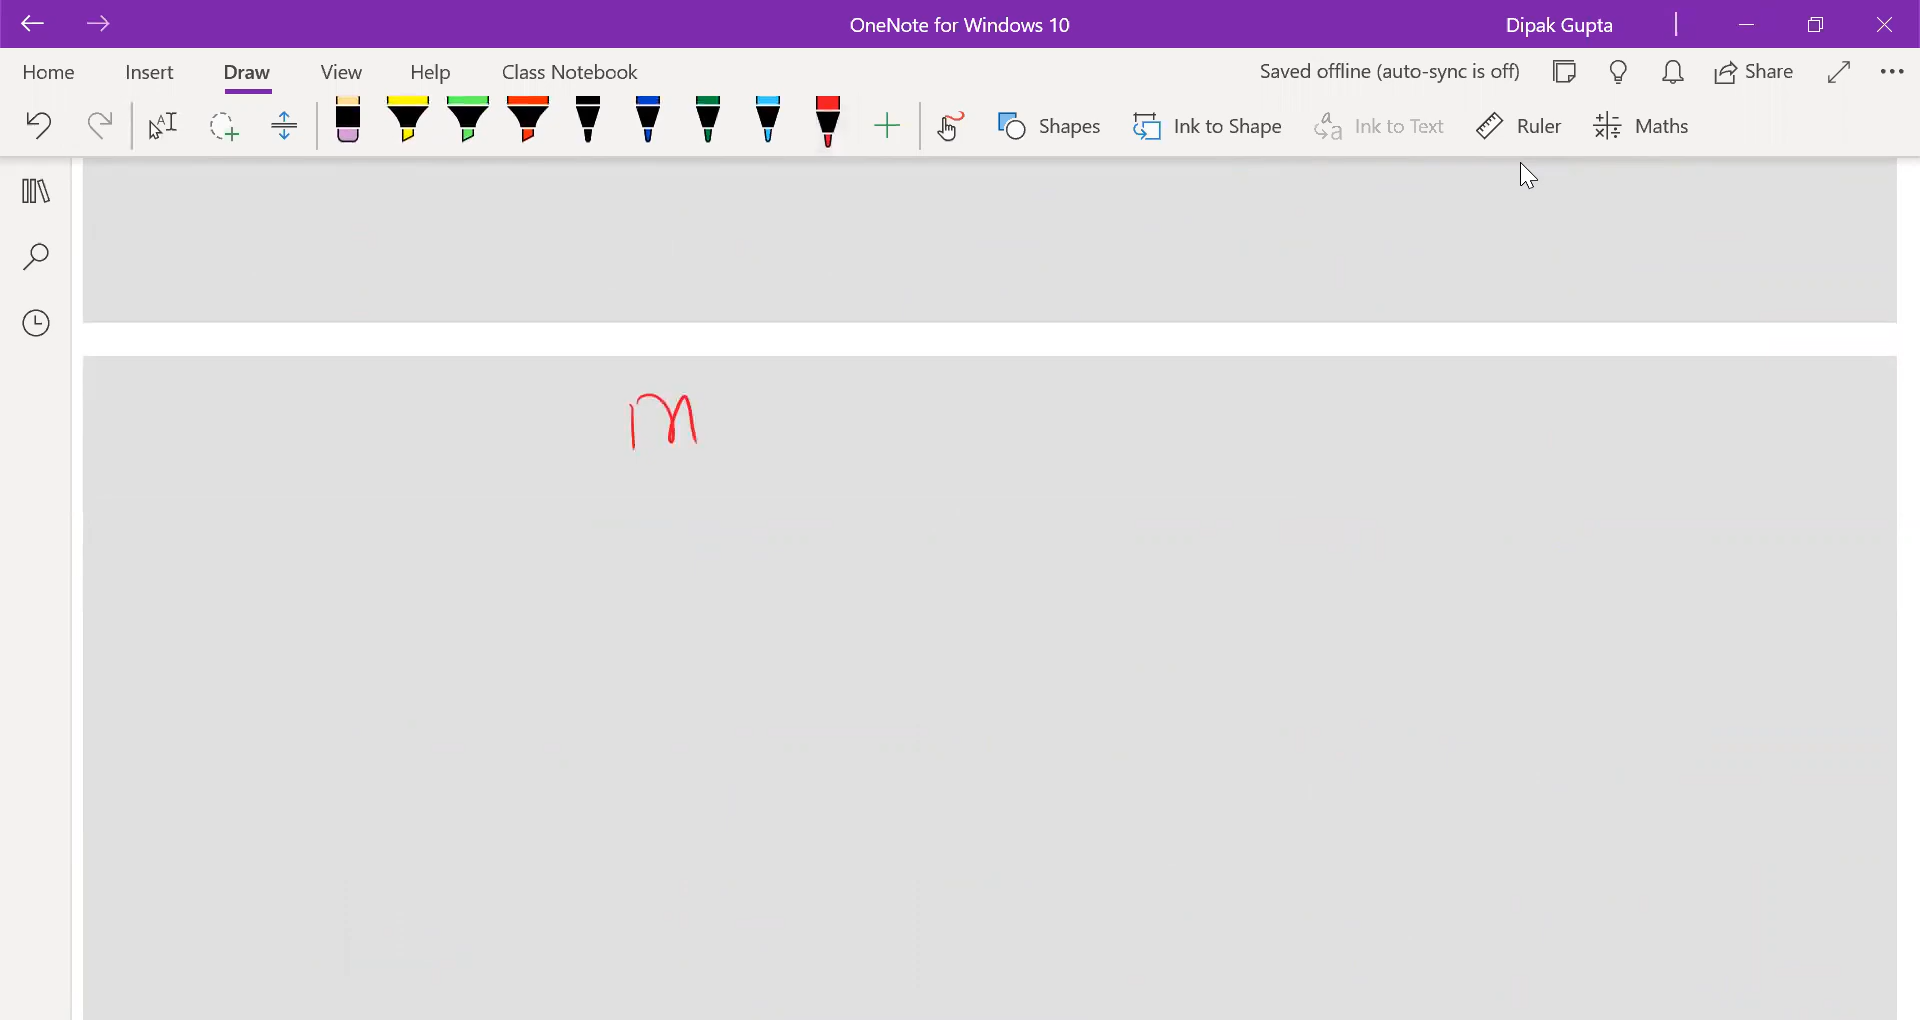 OneNote for Windows 10
Dipak Gupta
Home Insert Draw View Help Class Notebook
Saved offline (auto-sync is off)
Share
Shapes
Ink to Shape
Ink to Text
Ruler
Maths
m